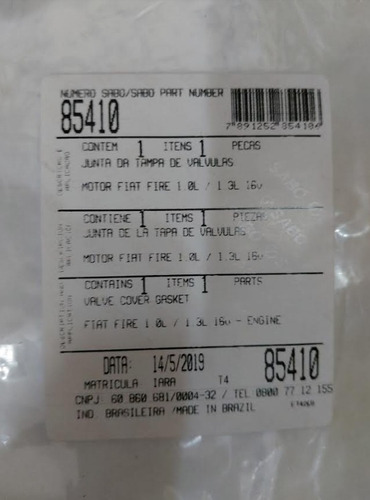 NUMERO SABO/SABO PART NUMBER
85410
7 891252 854104
CONTEM 1 ITENS 1 PECAS
JUNTA DA TAMPA DE VALVULAS
MOTOR FIAT FIRE 1.0L / 1.3L 16v
CONTIENE 1 ITEMS 1 PIEZAS
JUNTA DE LA TAPA DE VALVULAS
MOTOR FIAT FIRE 1.0L / 1.3L 16v
CONTAINS 1 ITEMS 1 PARTS
VALVE COVER GASKET
FIAT FIRE 1.0L / 1.3L 16v - ENGINE
DATA: 14/5/2019 85410
MATRICULA IARA T4
CNPJ: 60 860 681/0004-32 / TEL 0800 77 12 155
IND. BRASILEIRA /MADE IN BRAZIL